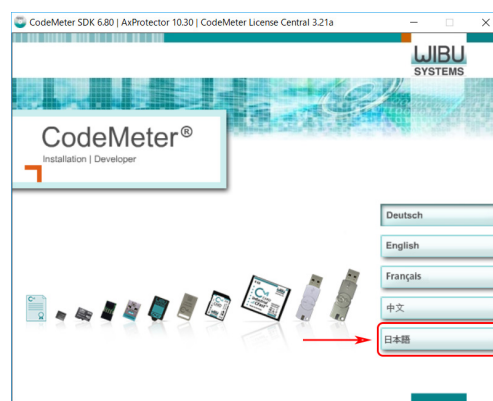 CodeMeter SDK 6.80 | AxProtector 10.30 | CodeMeter License Central 3.21a
WIBU
SYSTEMS
CodeMeter®
Installation | Developer
Deutsch
English
Français
中文
日本語